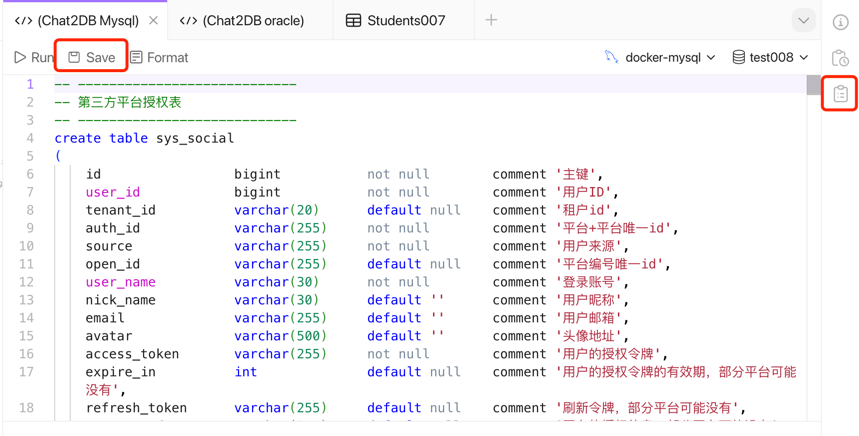 </> (Chat2DB Mysql) × </> (Chat2DB oracle) Students007 +
Run Save Format docker-mysql test008
1 -- ----------------------------
2 -- 第三方平台授权表
3 -- ----------------------------
4 create table sys_social
5 (
6 id bigint not null comment '主键',
7 user_id bigint not null comment '用户ID',
8 tenant_id varchar(20) default null comment '租户id',
9 auth_id varchar(255) not null comment '平台+平台唯一id',
10 source varchar(255) not null comment '用户来源',
11 open_id varchar(255) default null comment '平台编号唯一id',
12 user_name varchar(30) not null comment '登录账号',
13 nick_name varchar(30) default '' comment '用户昵称',
14 email varchar(255) default '' comment '用户邮箱',
15 avatar varchar(500) default '' comment '头像地址',
16 access_token varchar(255) not null comment '用户的授权令牌',
17 expire_in int default null comment '用户的授权令牌的有效期，部分平台可能
没有',
18 refresh_token varchar(255) default null comment '刷新令牌，部分平台可能没有',